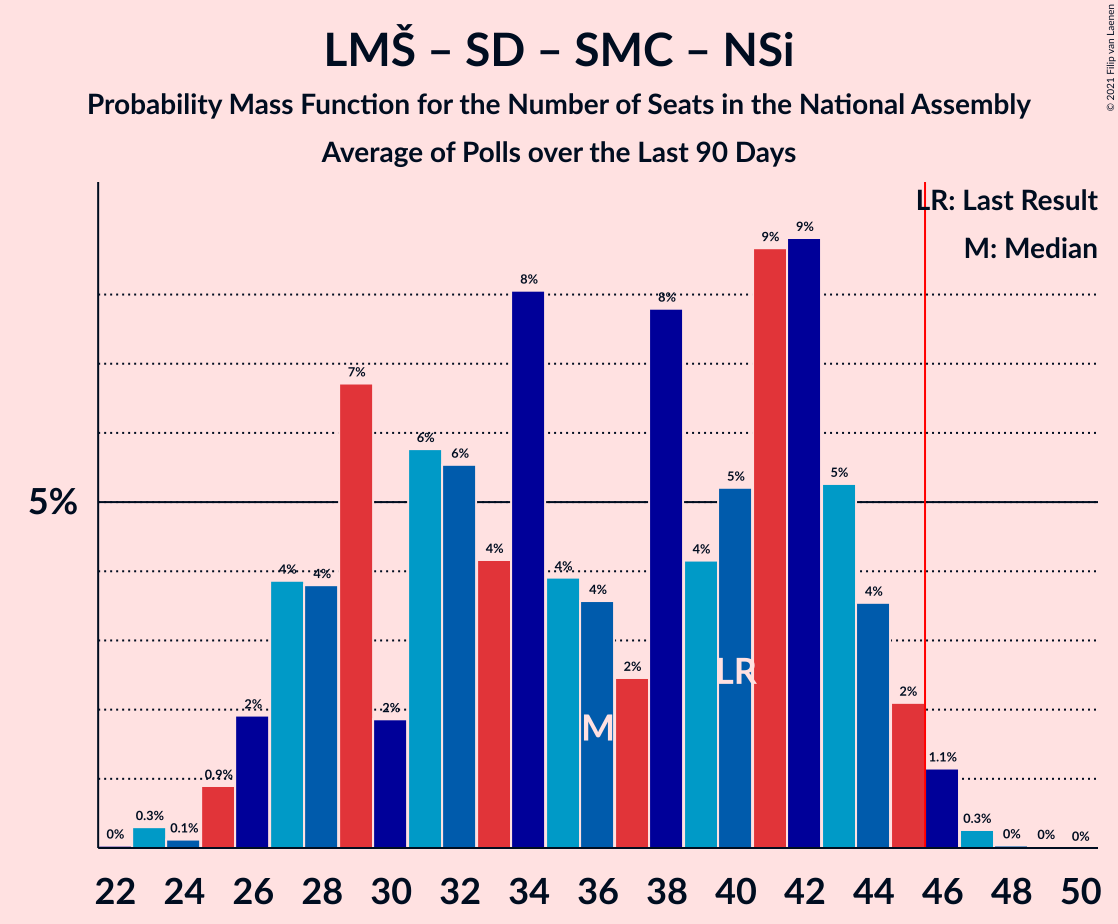 LMŠ – SD – SMC – NSi
Probability Mass Function for the Number of Seats in the National Assembly
Average of Polls over the Last 90 Days
© 2021 Filip van Laenen
LR: Last Result
M: Median
5%
0% 0.3% 0.1% 0.9% 2% 4% 4% 7% 2% 6% 6% 4% 8% 4% 4% 2% 8% 4% 5% 9% 9% 5% 4% 2% 1.1% 0.3% 0% 0% 0%
LR
M
22 24 26 28 30 32 34 36 38 40 42 44 46 48 50